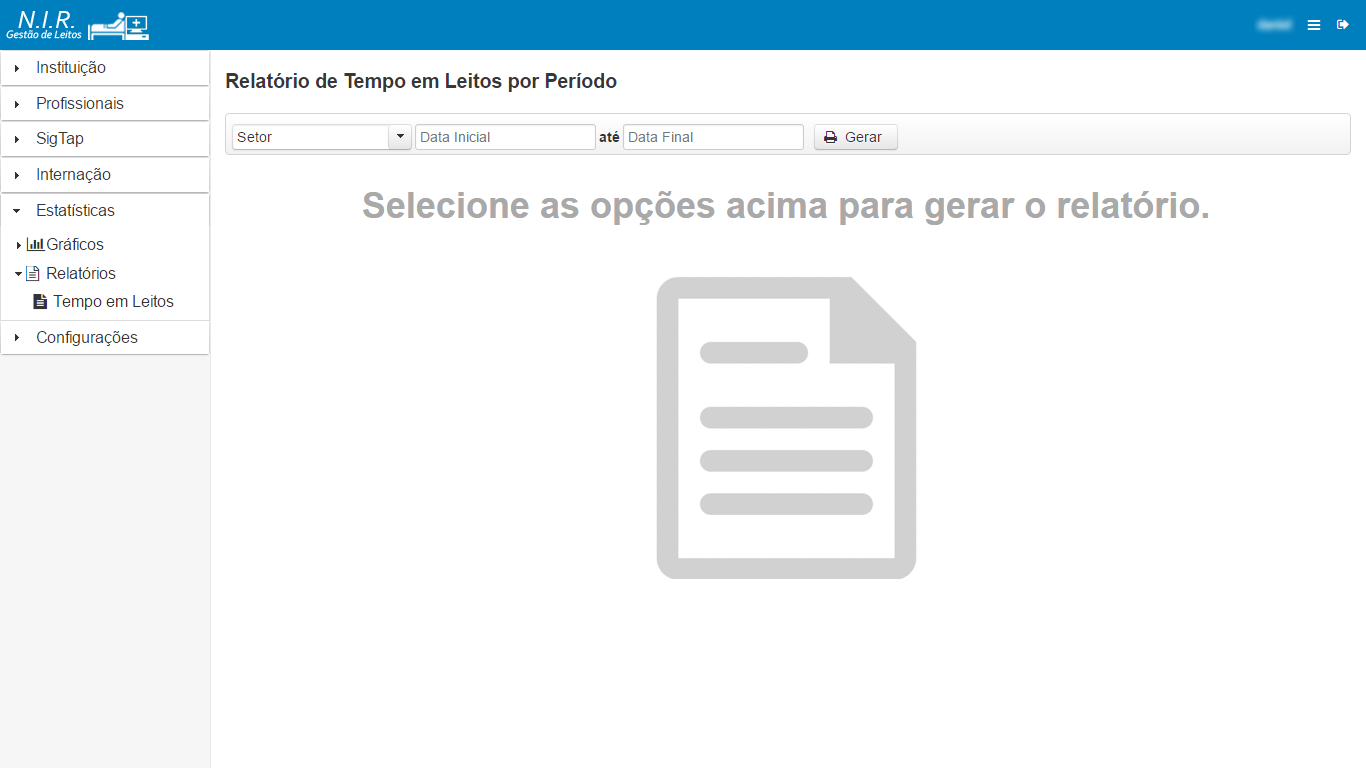 N.I.R.
Gestão de Leitos
Instituição
Profissionais
SigTap
Internação
Estatísticas
Gráficos
Relatórios
Tempo em Leitos
Configurações
Relatório de Tempo em Leitos por Período
Setor Data Inicial até Data Final Gerar
Selecione as opções acima para gerar o relatório.